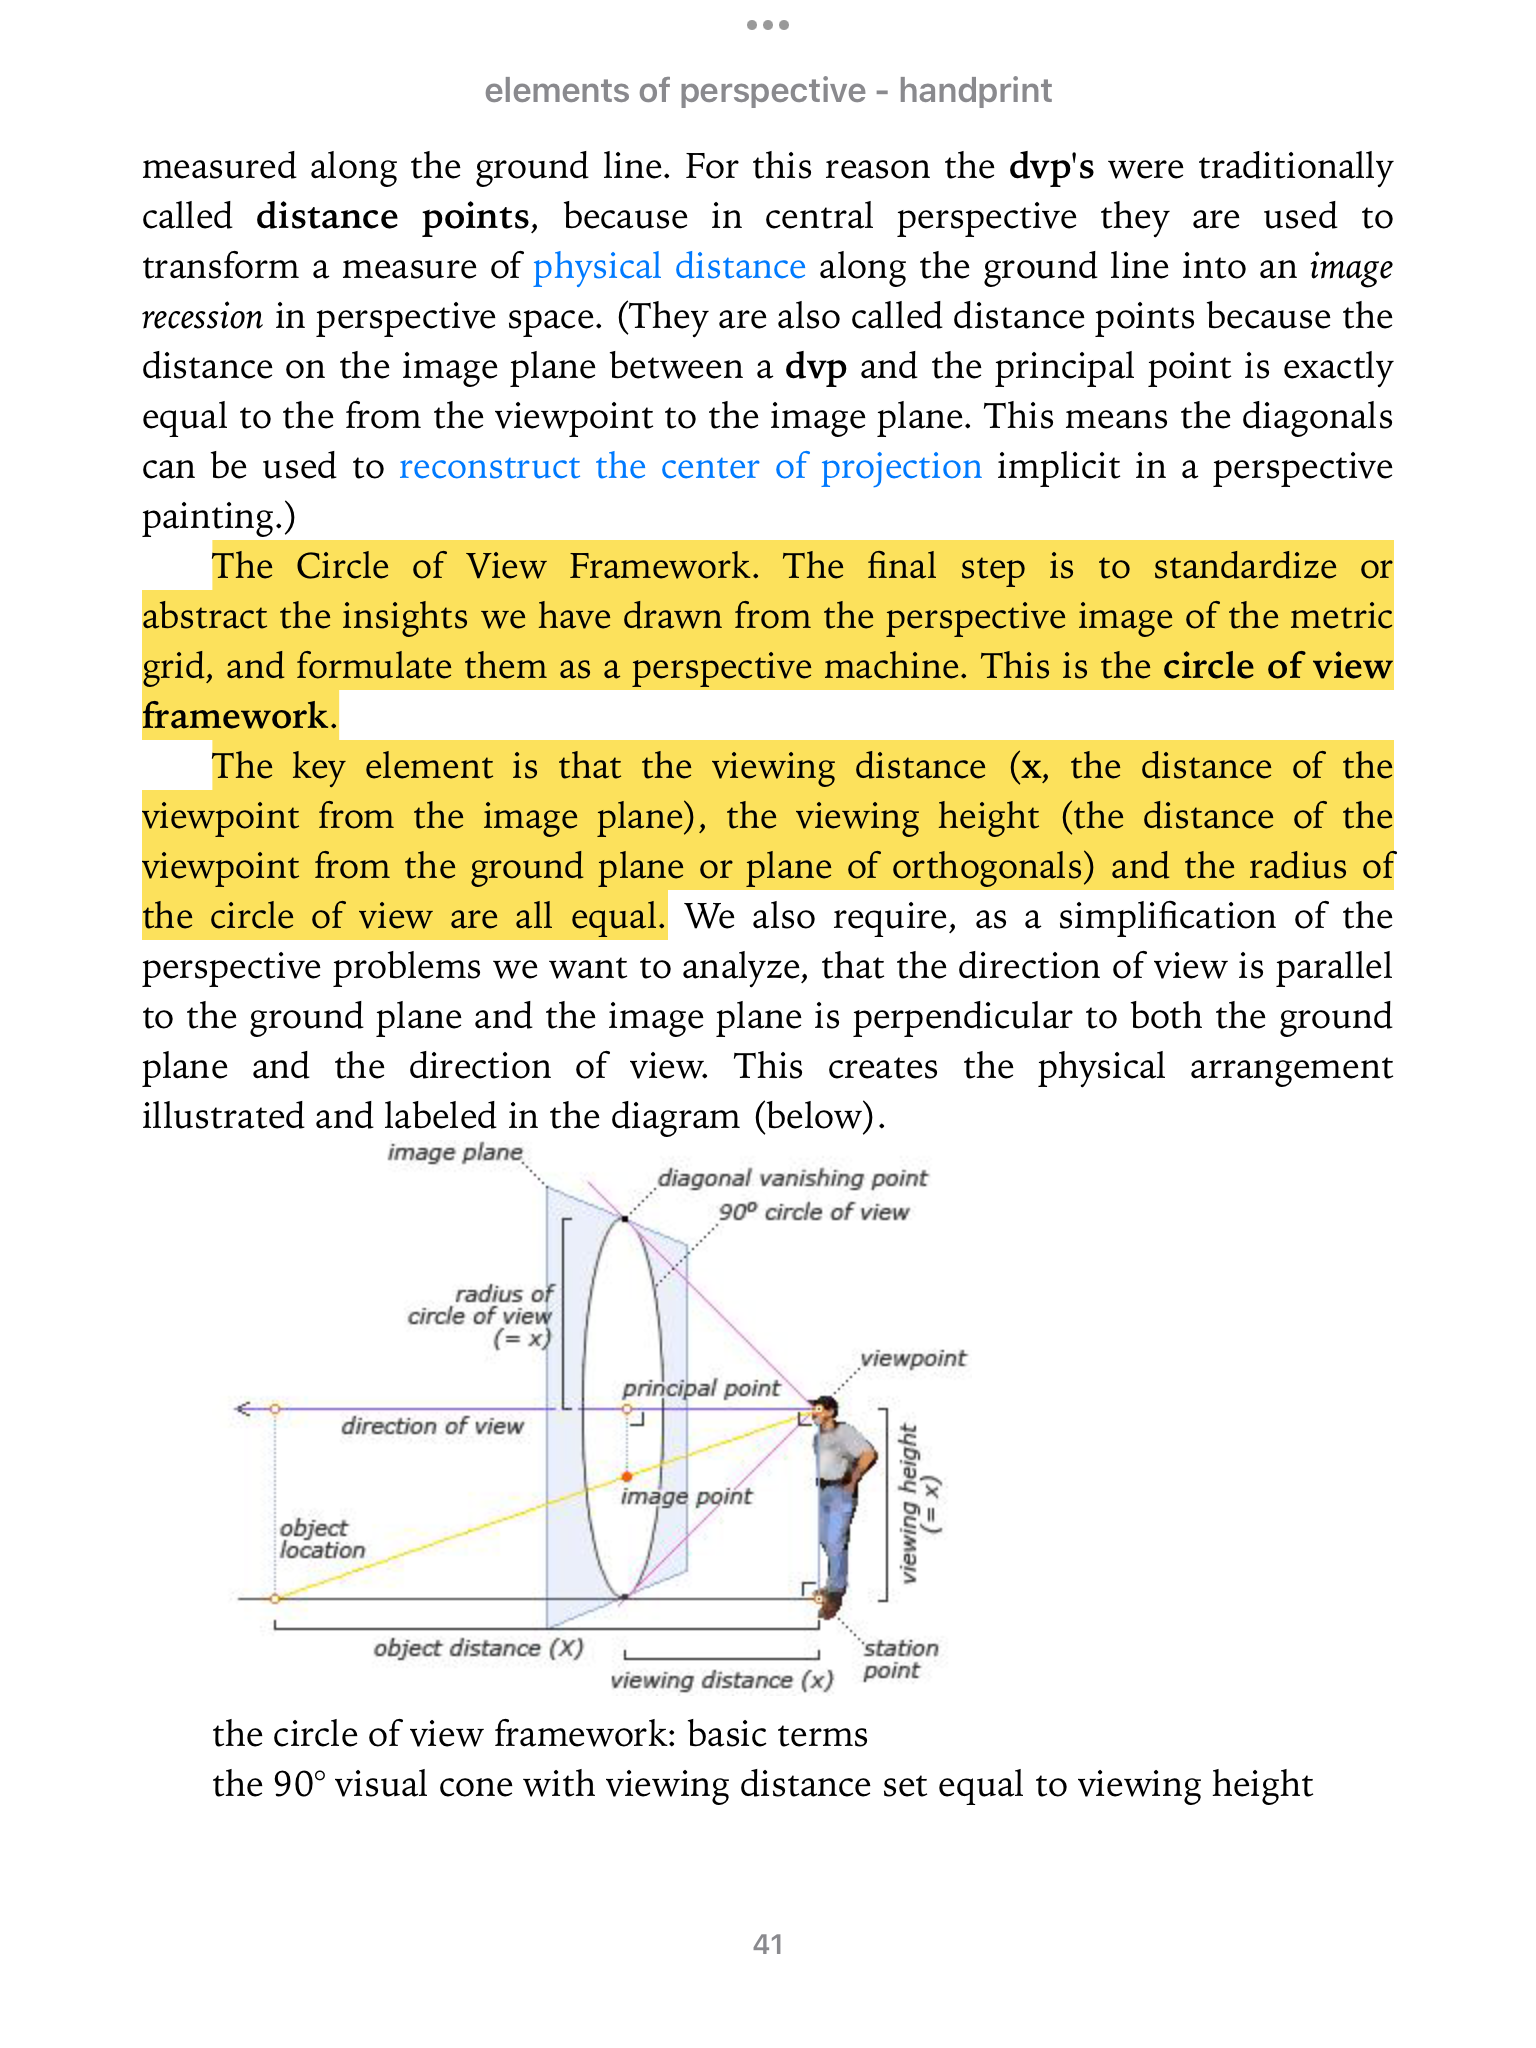 elements of perspective - handprint
measured along the ground line. For this reason the dvp's were traditionally
called distance points, because in central perspective they are used to
transform a measure of physical distance along the ground line into an image
recession in perspective space. (They are also called distance points because the
distance on the image plane between a dvp and the principal point is exactly
equal to the from the viewpoint to the image plane. This means the diagonals
can be used to reconstruct the center of projection implicit in a perspective
painting.)
The Circle of View Framework. The final step is to standardize or
abstract the insights we have drawn from the perspective image of the metric
grid, and formulate them as a perspective machine. This is the circle of view
framework.
The key element is that the viewing distance (x, the distance of the
viewpoint from the image plane), the viewing height (the distance of the
viewpoint from the ground plane or plane of orthogonals) and the radius of
the circle of view are all equal. We also require, as a simplification of the
perspective problems we want to analyze, that the direction of view is parallel
to the ground plane and the image plane is perpendicular to both the ground
plane and the direction of view. This creates the physical arrangement
illustrated and labeled in the diagram (below).
image plane
diagonal vanishing point
90º circle of view
radius of
circle of view
(= x)
viewpoint
principal point
direction of view
viewing height
(= x)
image point
object
location
object distance (X)
station
point
viewing distance (x)
the circle of view framework: basic terms
the 90° visual cone with viewing distance set equal to viewing height
41